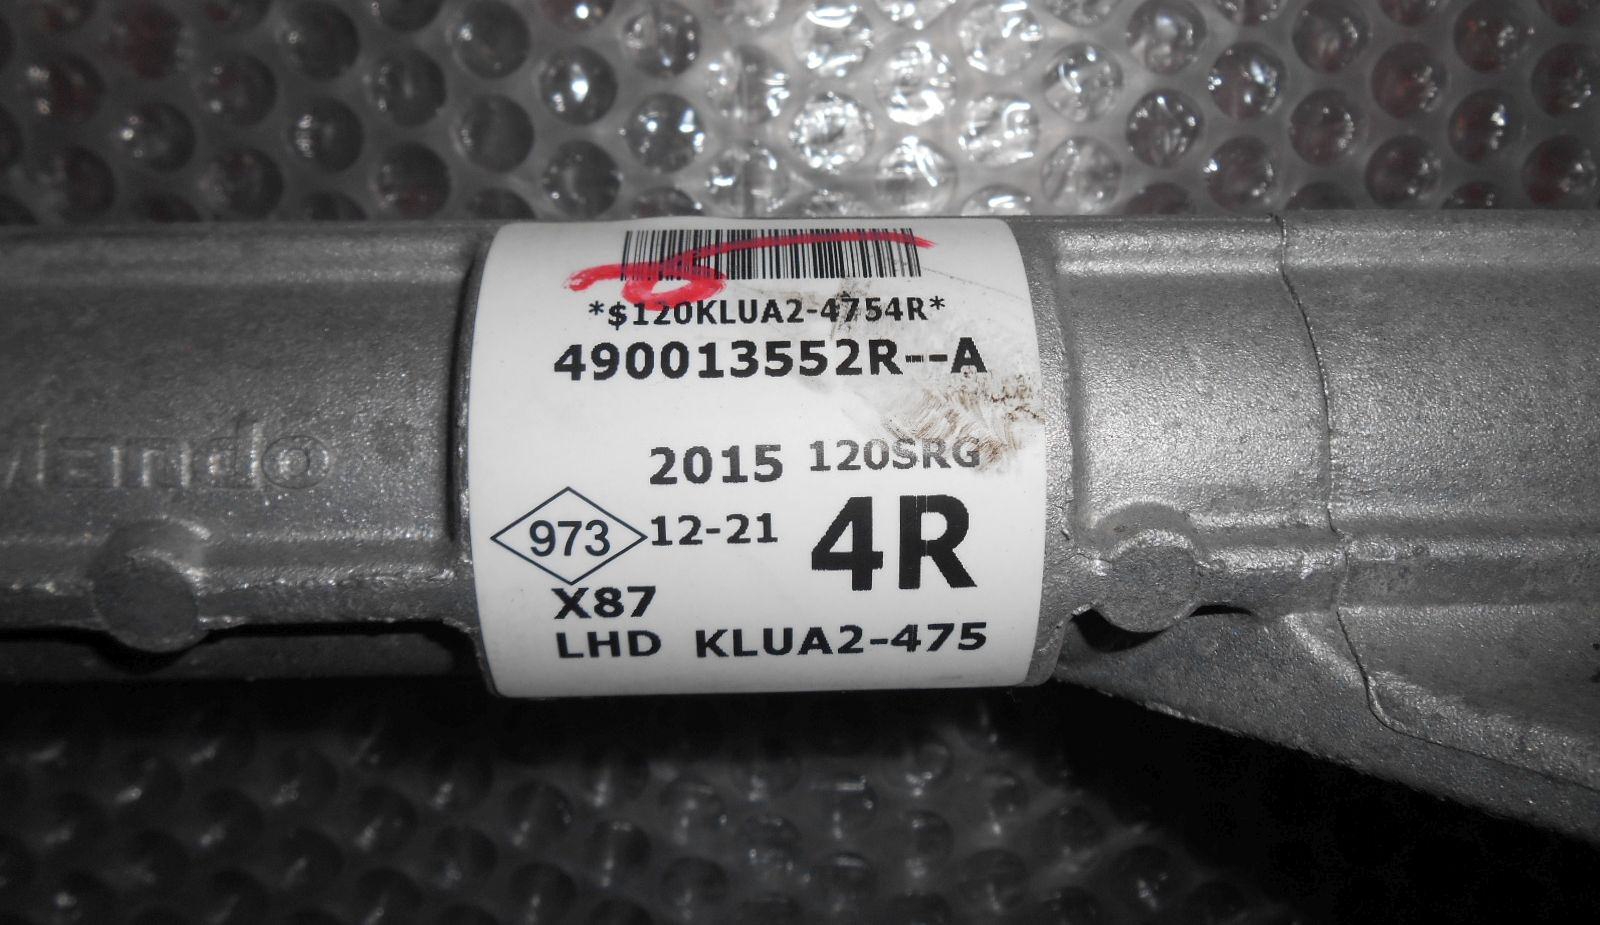 *$120KLUA2-4754R*
490013552R--A
2015 120SRG
973 12-21 4R
X87
LHD KLUA2-475
Mando